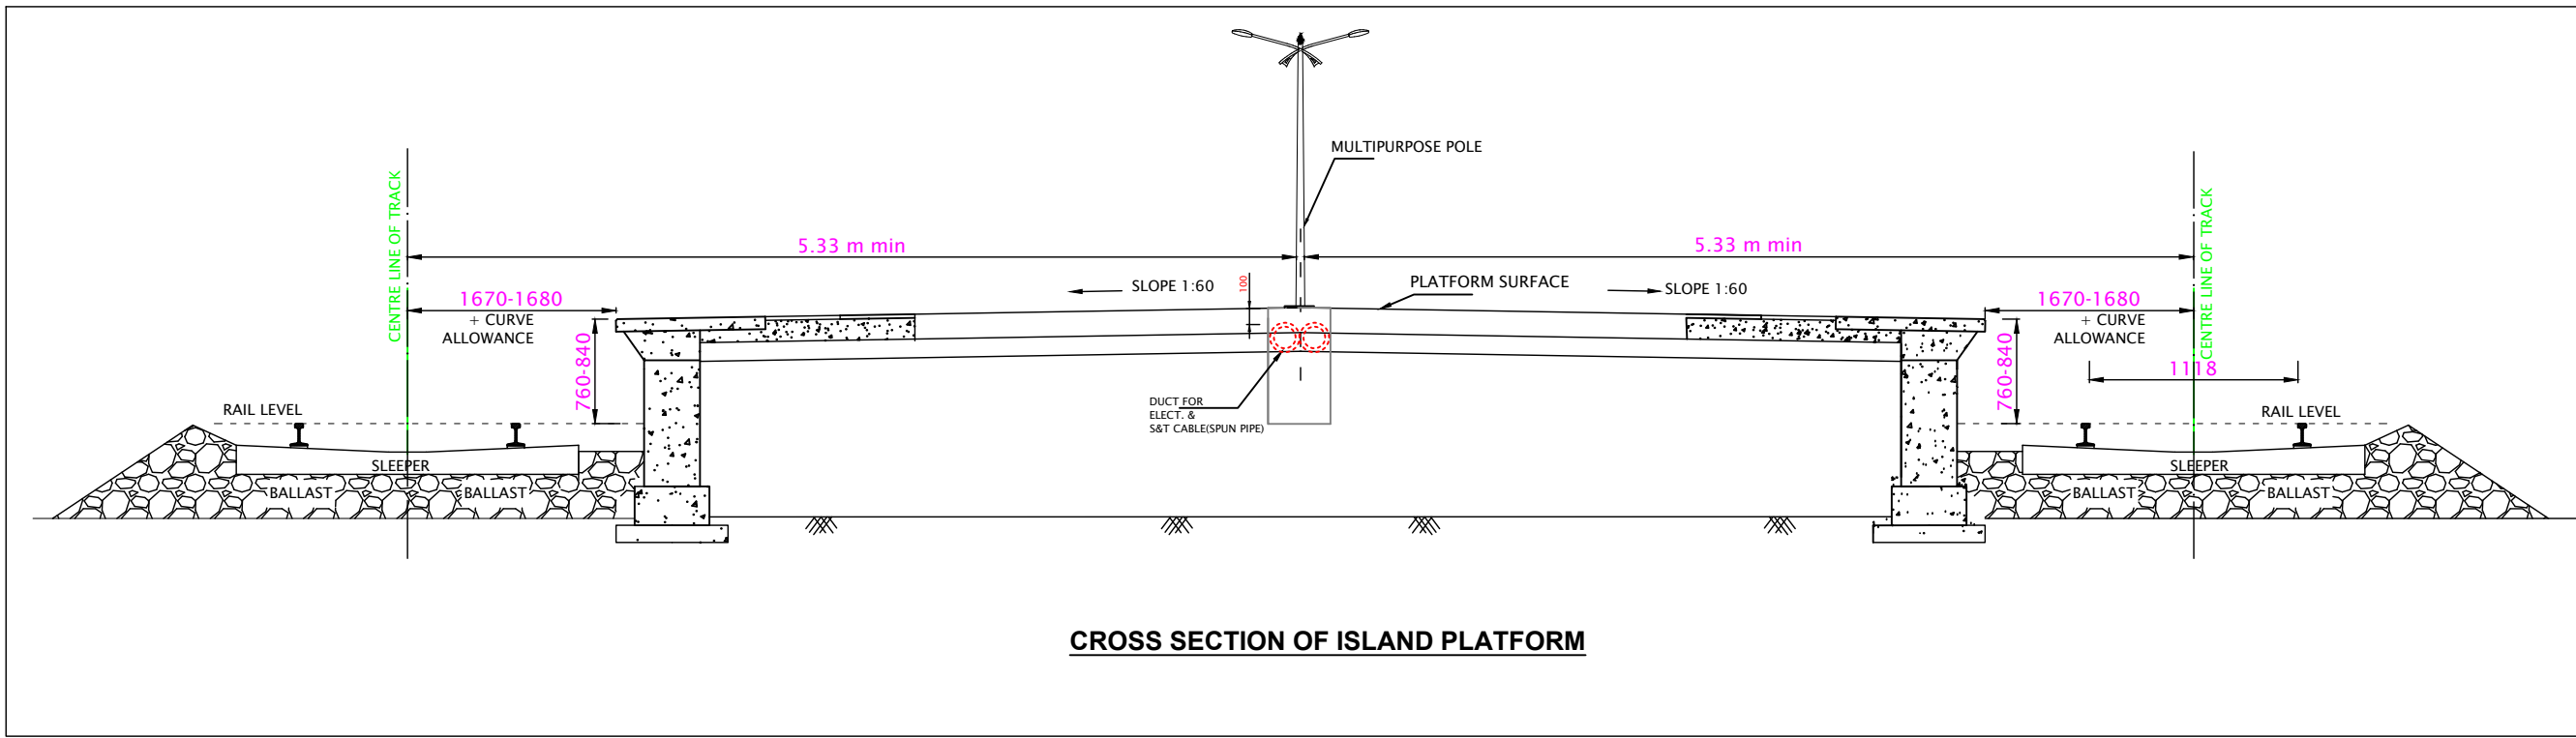 MULTIPURPOSE POLE
CENTRE LINE OF TRACK
CENTRE LINE OF TRACK
5.33 m min
5.33 m min
SLOPE 1:60
100
PLATFORM SURFACE
SLOPE 1:60
1670-1680
+ CURVE
ALLOWANCE
1670-1680
+ CURVE
ALLOWANCE
760-840
760-840
1118
DUCT FOR
ELECT. &
S&T CABLE(SPUN PIPE)
RAIL LEVEL
RAIL LEVEL
SLEEPER
SLEEPER
BALLAST
BALLAST
BALLAST
BALLAST
CROSS SECTION OF ISLAND PLATFORM